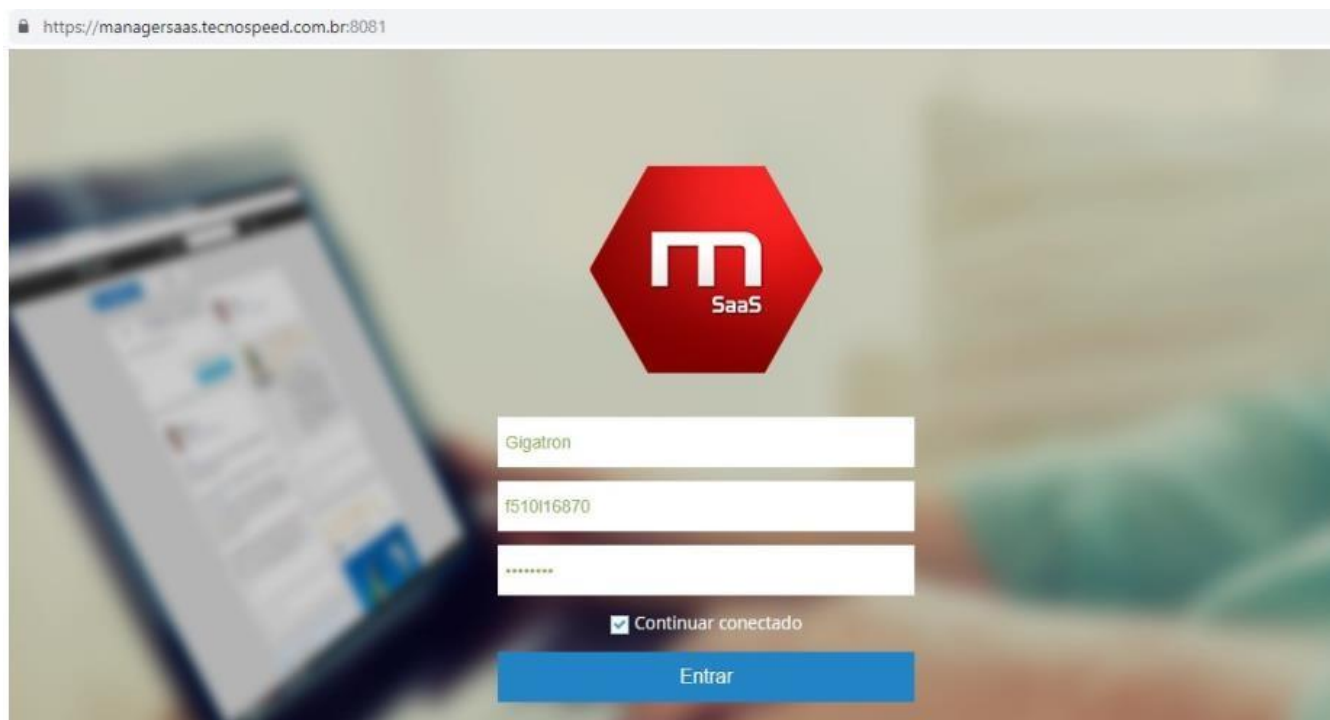 https://managersaas.tecnospeed.com.br:8081
m
SaaS
Gigatron
f510l16870
••••••••
Continuar conectado
Entrar